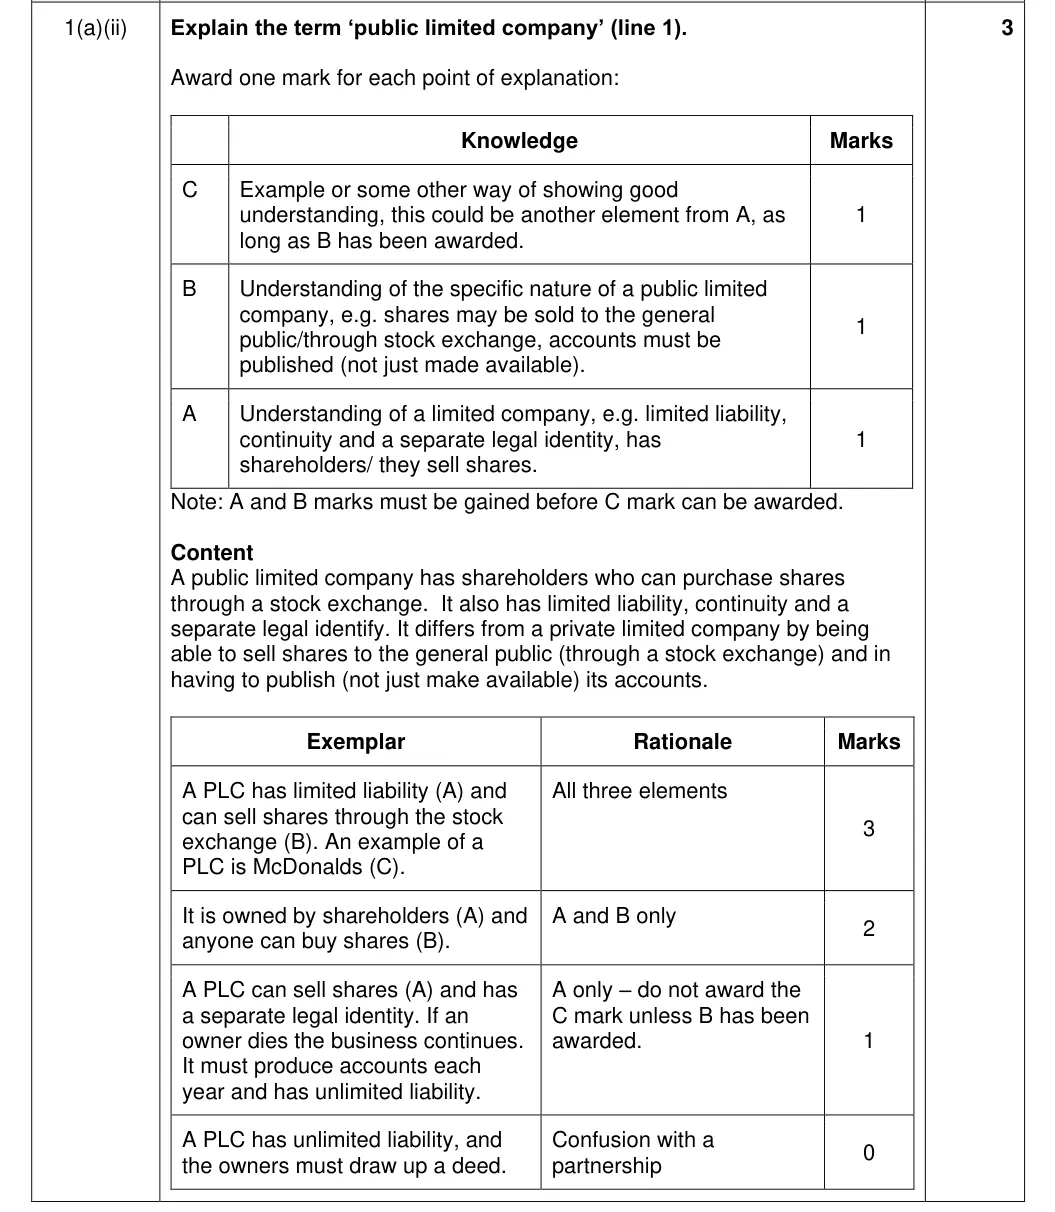 1(a)(ii)
Explain the term ‘public limited company’ (line 1).
3
Award one mark for each point of explanation:
Knowledge
Marks
C
Example or some other way of showing good
understanding, this could be another element from A, as
long as B has been awarded.
1
B
Understanding of the specific nature of a public limited
company, e.g. shares may be sold to the general
public/through stock exchange, accounts must be
published (not just made available).
1
A
Understanding of a limited company, e.g. limited liability,
continuity and a separate legal identity, has
shareholders/ they sell shares.
1
Note: A and B marks must be gained before C mark can be awarded.
Content
A public limited company has shareholders who can purchase shares
through a stock exchange.  It also has limited liability, continuity and a
separate legal identify. It differs from a private limited company by being
able to sell shares to the general public (through a stock exchange) and in
having to publish (not just make available) its accounts.
Exemplar
Rationale
Marks
A PLC has limited liability (A) and
can sell shares through the stock
exchange (B). An example of a
PLC is McDonalds (C).
All three elements
3
It is owned by shareholders (A) and
anyone can buy shares (B).
A and B only
2
A PLC can sell shares (A) and has
a separate legal identity. If an
owner dies the business continues.
It must produce accounts each
year and has unlimited liability.
A only – do not award the
C mark unless B has been
awarded.
1
A PLC has unlimited liability, and
the owners must draw up a deed.
Confusion with a
partnership
0